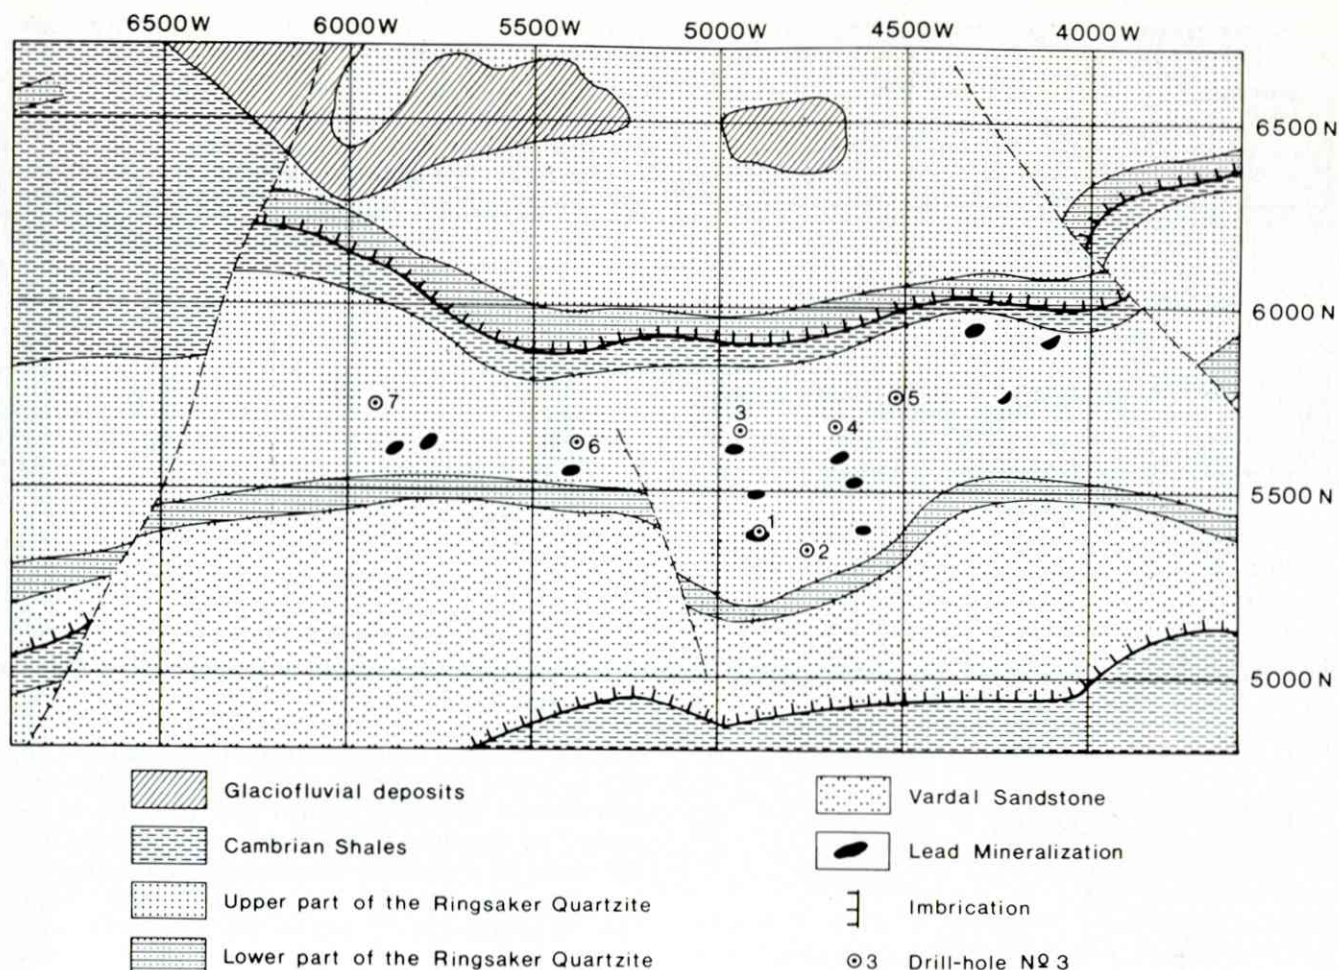 6500W 6000W 5500W 5000W 4500W 4000W
6500 N
6000 N
5500 N
5000 N
7
6
3
4
5
1
2
Glaciofluvial deposits
Cambrian Shales
Upper part of the Ringsaker Quartzite
Lower part of the Ringsaker Quartzite
Vardal Sandstone
Lead Mineralization
Imbrication
3 Drill-hole Nº 3